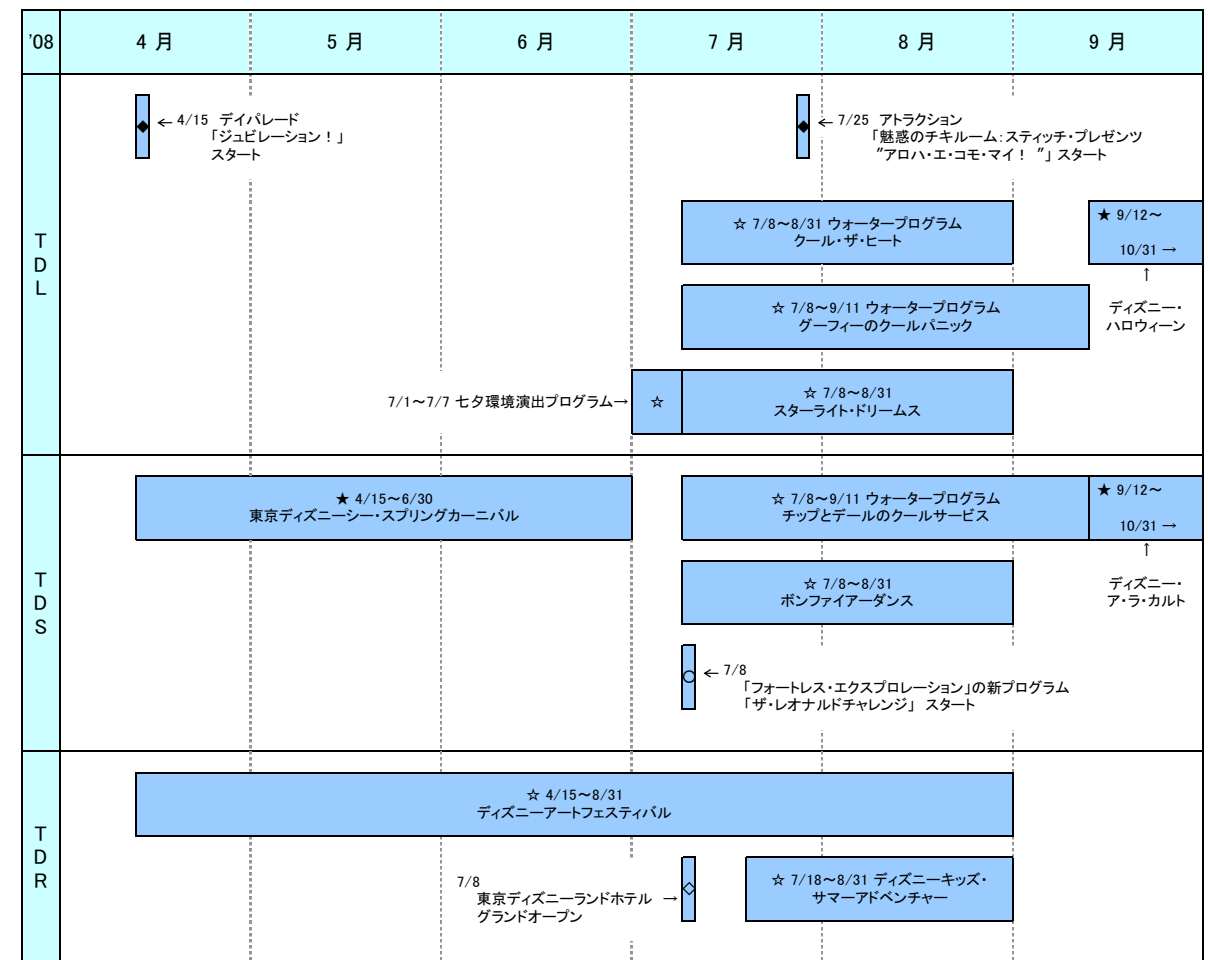 '08
4 月
5 月
6 月
7 月
8 月
9 月
TDL
◆
← 4/15 デイパレード
「ジュビレーション！」
スタート
◆
← 7/25 アトラクション
「魅惑のチキルーム：スティッチ・プレゼンツ
"アロハ・エ・コモ・マイ！ "」 スタート
☆ 7/8～8/31 ウォータープログラム
クール・ザ・ヒート
★ 9/12～
10/31 →
↑
ディズニー・
ハロウィーン
☆ 7/8～9/11 ウォータープログラム
グーフィーのクールパニック
7/1～7/7 七夕環境演出プログラム→
☆
☆ 7/8～8/31
スターライト・ドリームス
TDS
★ 4/15～6/30
東京ディズニーシー・スプリングカーニバル
☆ 7/8～9/11 ウォータープログラム
チップとデールのクールサービス
★ 9/12～
10/31 →
↑
ディズニー・
ア・ラ・カルト
☆ 7/8～8/31
ボンファイアーダンス
○
← 7/8
「フォートレス・エクスプロレーション」の新プログラム
「ザ・レオナルドチャレンジ」 スタート
TDR
☆ 4/15～8/31
ディズニーアートフェスティバル
7/8
東京ディズニーランドホテル →
グランドオープン
◇
☆ 7/18～8/31 ディズニーキッズ・
サマーアドベンチャー